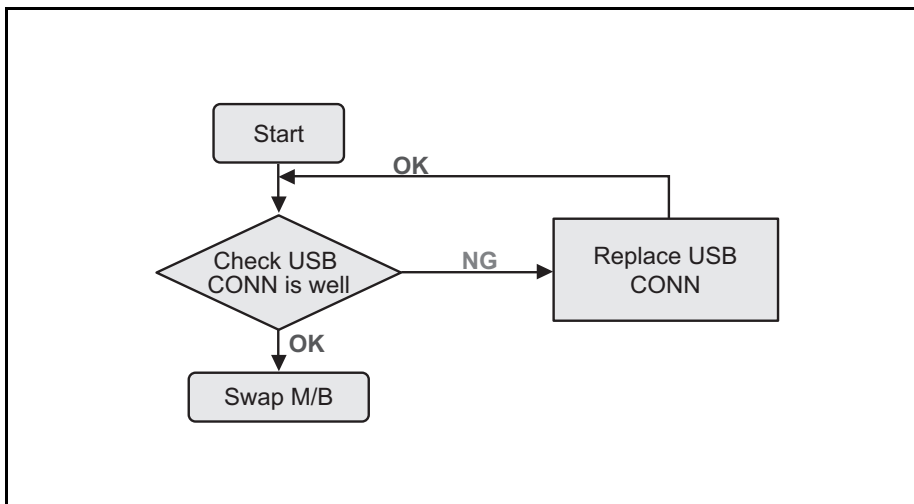 Start
OK
Check USB
CONN is well
NG
Replace USB
CONN
OK
Swap M/B